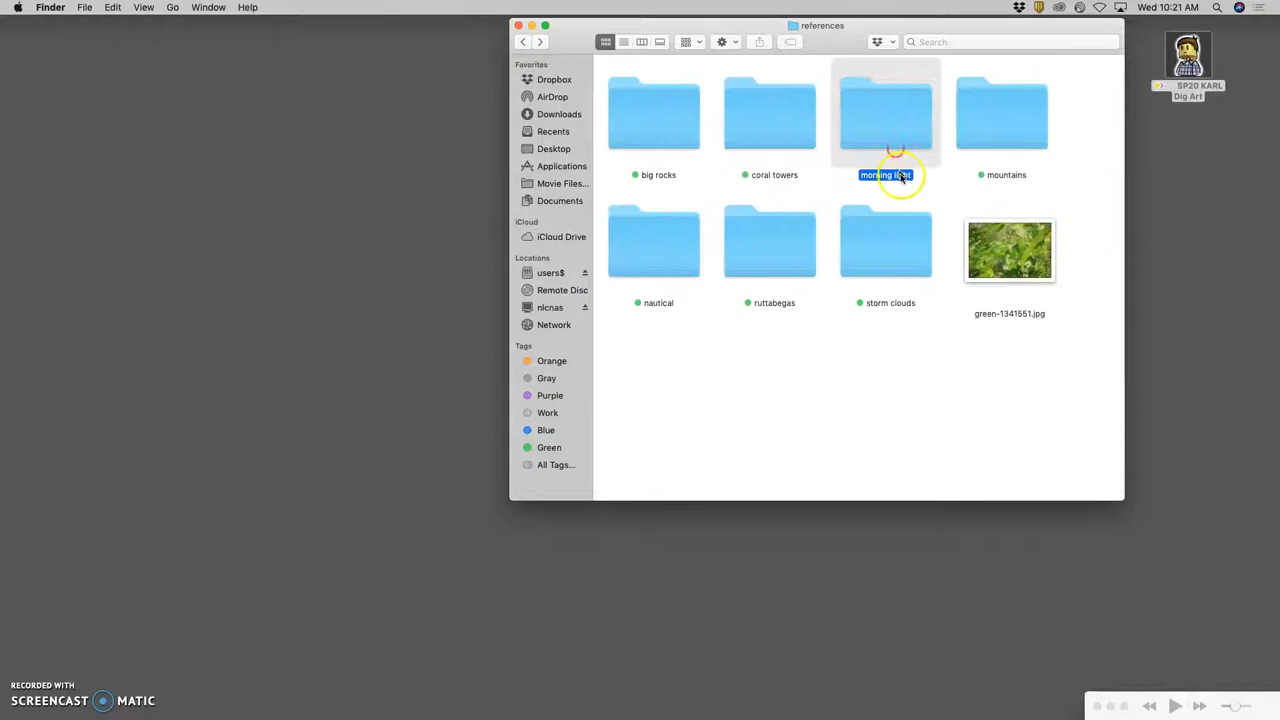 Finder File Edit View Go Window Help Wed 10:21 AM
references
Search
Favorites
Dropbox
AirDrop
Downloads
Recents
Desktop
Applications
Movie Files...
Documents
iCloud
iCloud Drive
Locations
users$
Remote Disc
nlcnas
Network
Tags
Orange
Gray
Purple
Work
Blue
Green
All Tags...
big rocks coral towers morning light mountains
nautical ruttabegas storm clouds green-1341551.jpg
SP20 KARL
Dig Art
RECORDED WITH
SCREENCAST MATIC